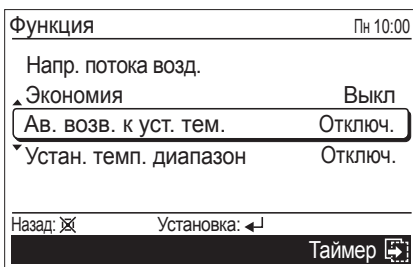 Функция Пн 10:00
Напр. потока возд.
Экономия Выкл
Ав. возв. к уст. тем. Отключ.
Устан. темп. диапазон Отключ.
Назад: Установка:
Таймер